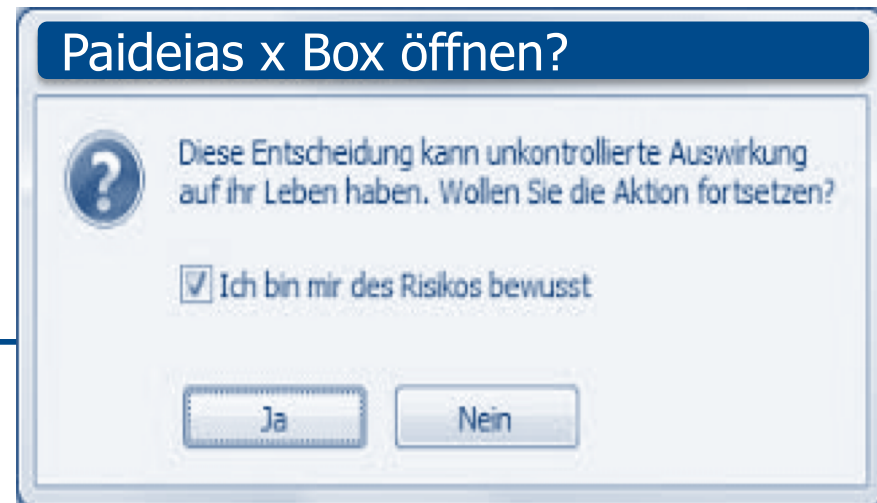 Paideias x Box öffnen?
?
Diese Entscheidung kann unkontrollierte Auswirkung
auf ihr Leben haben. Wollen Sie die Aktion fortsetzen?
Ich bin mir des Risikos bewusst
Ja Nein